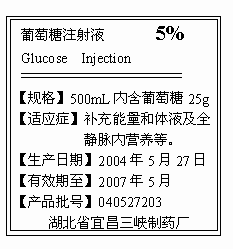 葡萄糖注射液 5%
Glucose Injection
【规格】500mL 内含葡萄糖 25g
【适应症】补充能量和体液及全
静脉内营养等。
【生产日期】2004 年 5 月 27 日
【有效期至】2007 年 5 月
【产品批号】040527203
湖北省宜昌三峡制药厂